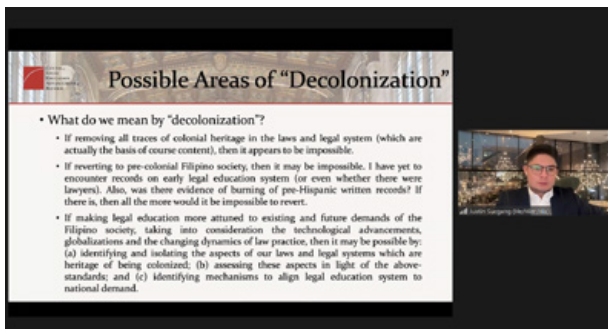 Possible Areas of "Decolonization"
• What do we mean by "decolonization"?
• If removing all traces of colonial heritage in the laws and legal system (which are
actually the basis of course content), then it appears to be impossible.
• If reverting to pre-colonial Filipino society, then it may be impossible. I have yet to
encounter records on early legal education system (or even whether there were
lawyers). Also, was there evidence of burning of pre-Hispanic written records? If
there is, then all the more would it be impossible to revert.
• If making legal education more attuned to existing and future demands of the
Filipino society, taking into consideration the technological advancements,
globalizations and the changing dynamics of law practice, then it may be possible by:
(a) identifying and isolating the aspects of our laws and legal systems which are
heritage of being colonized; (b) assessing these aspects in light of the above-
standards; and (c) identifying mechanisms to align legal education system to
national demand.